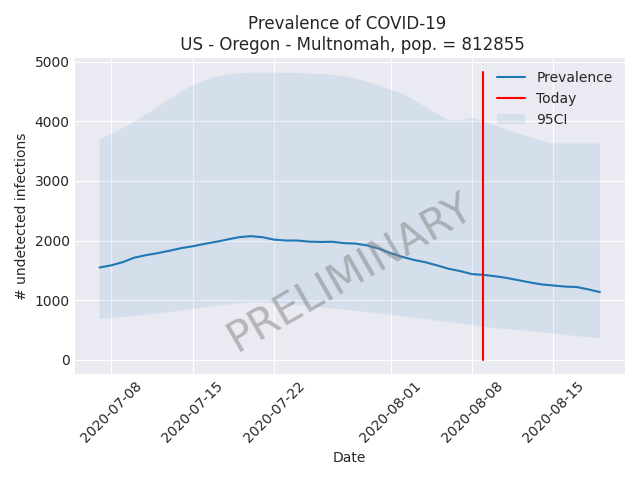 Prevalence of COVID-19
US - Oregon - Multnomah, pop. = 812855
# undetected infections
5000
4000
3000
2000
1000
0
Prevalence
Today
95CI
PRELIMINARY
2020-07-08
2020-07-15
2020-07-22
2020-08-01
2020-08-08
2020-08-15
Date